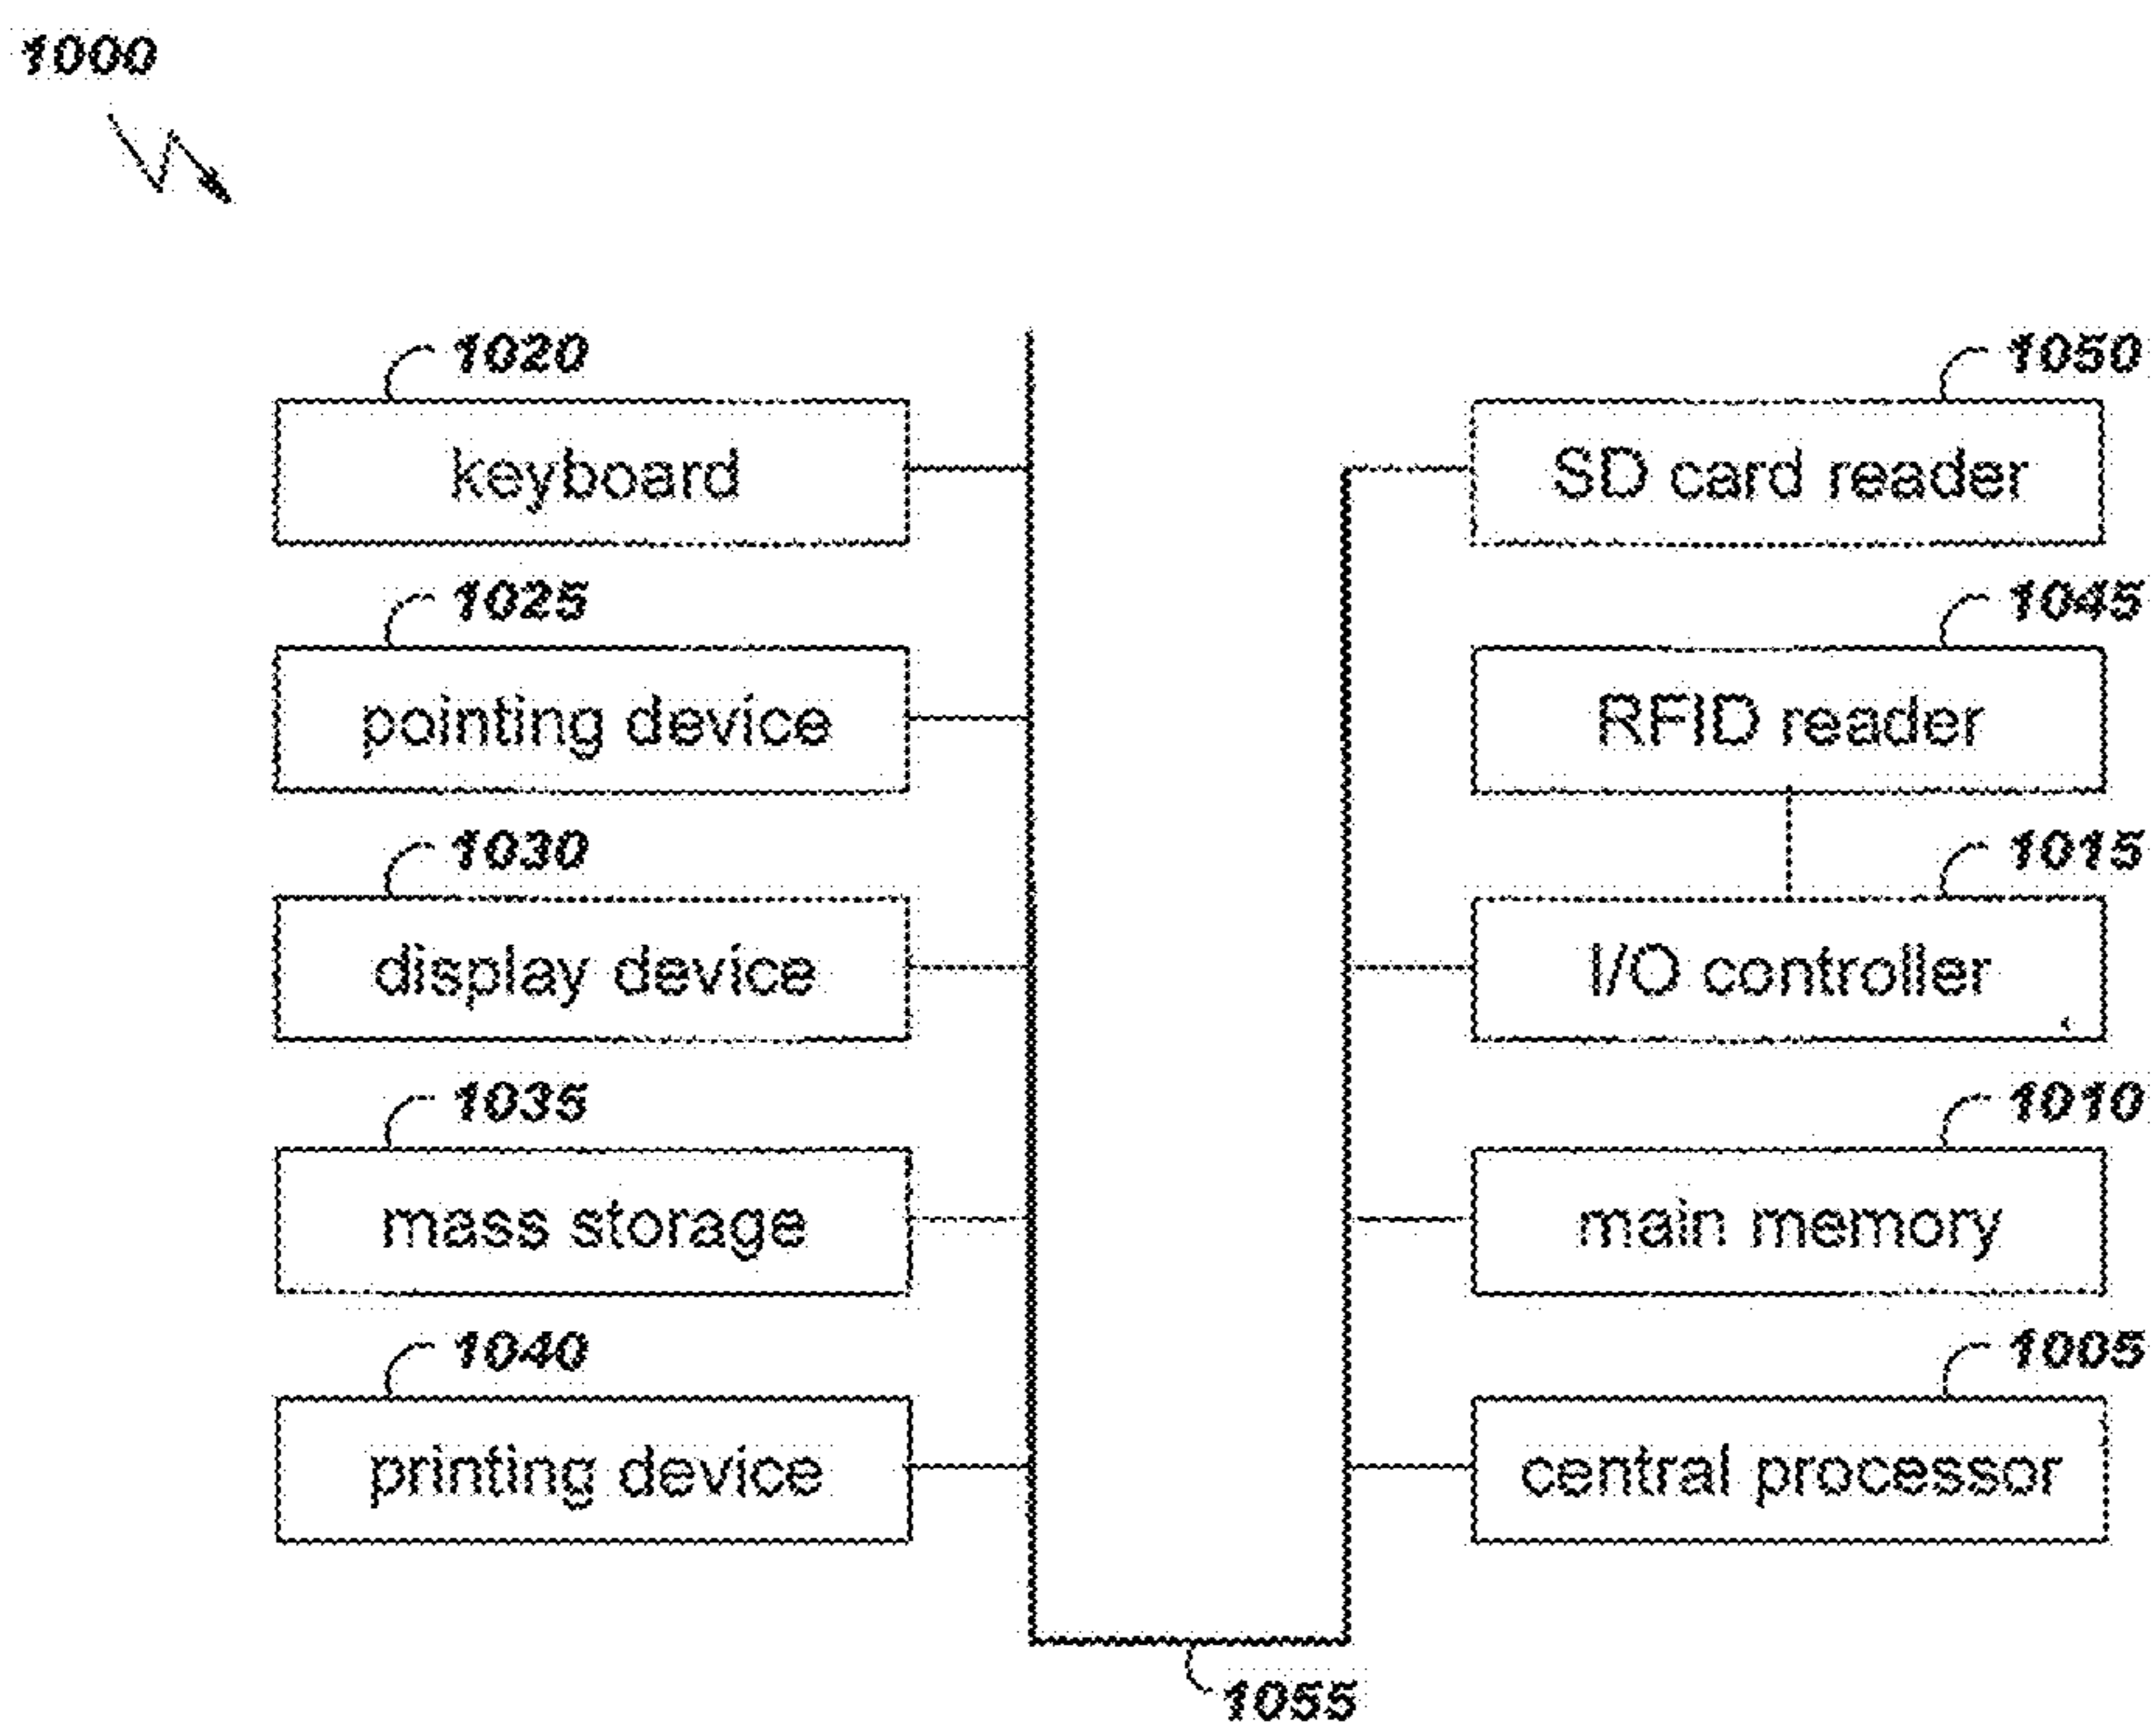 1000
1020
keyboard
1025
pointing device
1030
display device
1035
mass storage
1040
printing device
1050
SD card reader
1045
RFID reader
1015
I/O controller
1010
main memory
1005
central processor
1055